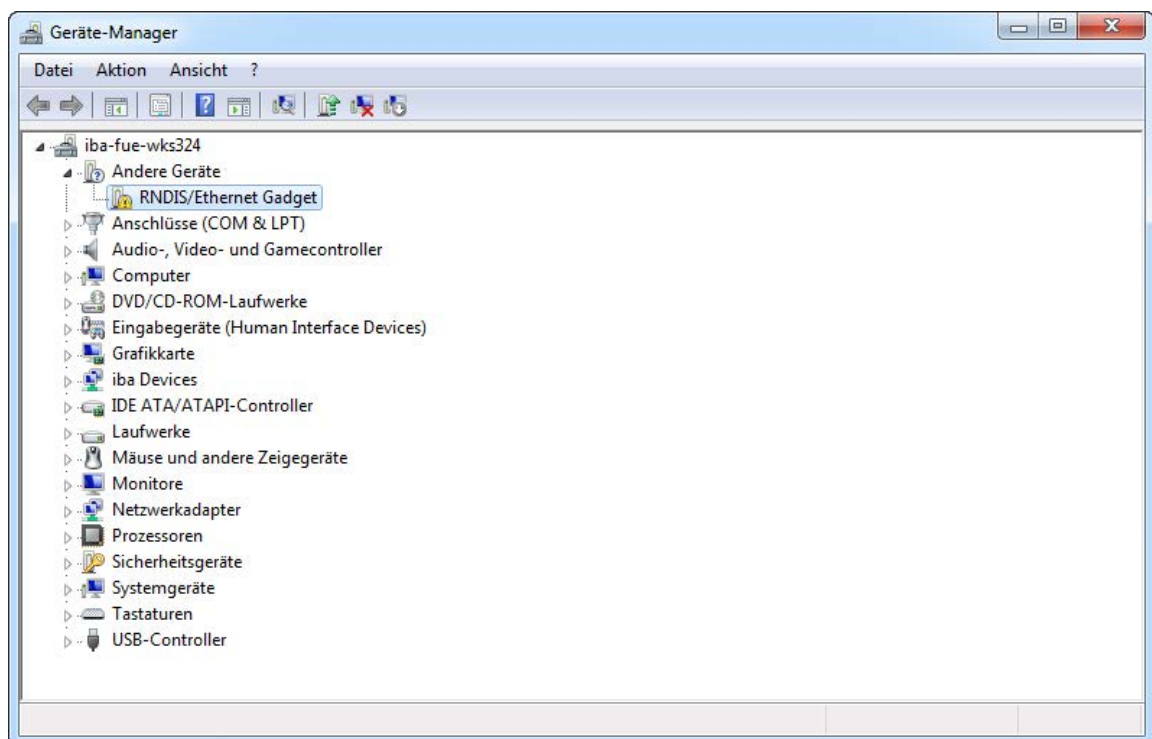 Geräte-Manager
Datei Aktion Ansicht ?
iba-fue-wks324
Andere Geräte
RNDIS/Ethernet Gadget
Anschlüsse (COM & LPT)
Audio-, Video- und Gamecontroller
Computer
DVD/CD-ROM-Laufwerke
Eingabegeräte (Human Interface Devices)
Grafikkarte
iba Devices
IDE ATA/ATAPI-Controller
Laufwerke
Mäuse und andere Zeigegeräte
Monitore
Netzwerkadapter
Prozessoren
Sicherheitsgeräte
Systemgeräte
Tastaturen
USB-Controller